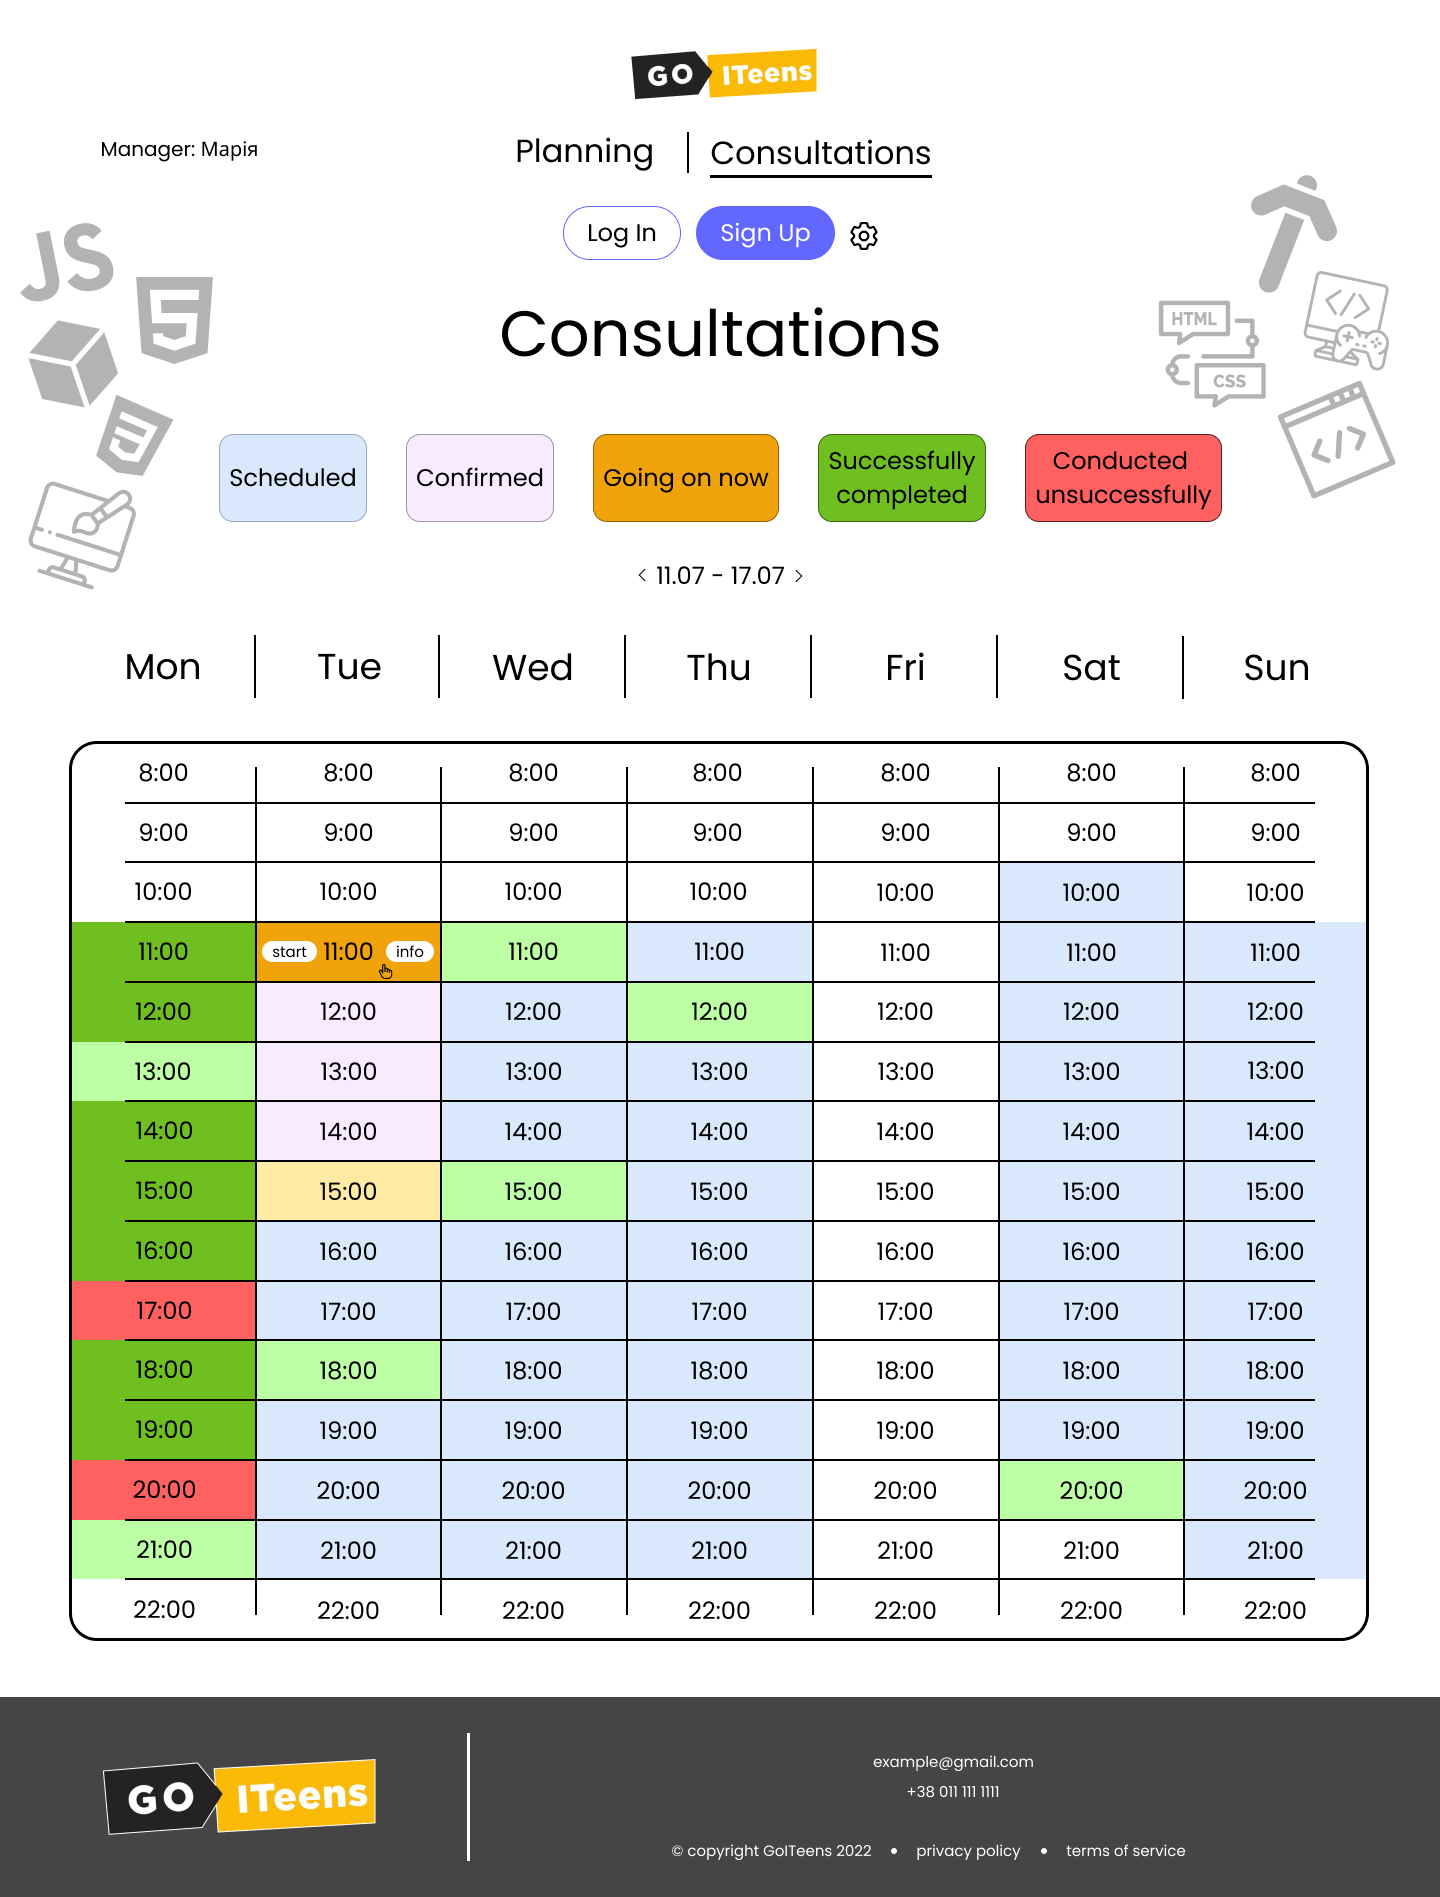 GO ITeens
Manager: Марія
Planning Consultations
Log In Sign Up
JS
HTML
CSS
</>
</>
Consultations
Scheduled Confirmed Going on now Successfully completed Conducted unsuccessfully
< 11.07 - 17.07 >
Mon Tue Wed Thu Fri Sat Sun
8:00 8:00 8:00 8:00 8:00 8:00 8:00
9:00 9:00 9:00 9:00 9:00 9:00 9:00
10:00 10:00 10:00 10:00 10:00 10:00 10:00
11:00 start 11:00 info 11:00 11:00 11:00 11:00 11:00
12:00 12:00 12:00 12:00 12:00 12:00 12:00
13:00 13:00 13:00 13:00 13:00 13:00 13:00
14:00 14:00 14:00 14:00 14:00 14:00 14:00
15:00 15:00 15:00 15:00 15:00 15:00 15:00
16:00 16:00 16:00 16:00 16:00 16:00 16:00
17:00 17:00 17:00 17:00 17:00 17:00 17:00
18:00 18:00 18:00 18:00 18:00 18:00 18:00
19:00 19:00 19:00 19:00 19:00 19:00 19:00
20:00 20:00 20:00 20:00 20:00 20:00 20:00
21:00 21:00 21:00 21:00 21:00 21:00 21:00
22:00 22:00 22:00 22:00 22:00 22:00 22:00
GO ITeens
example@gmail.com
+38 011 111 1111
© copyright GoITeens 2022 • privacy policy • terms of service